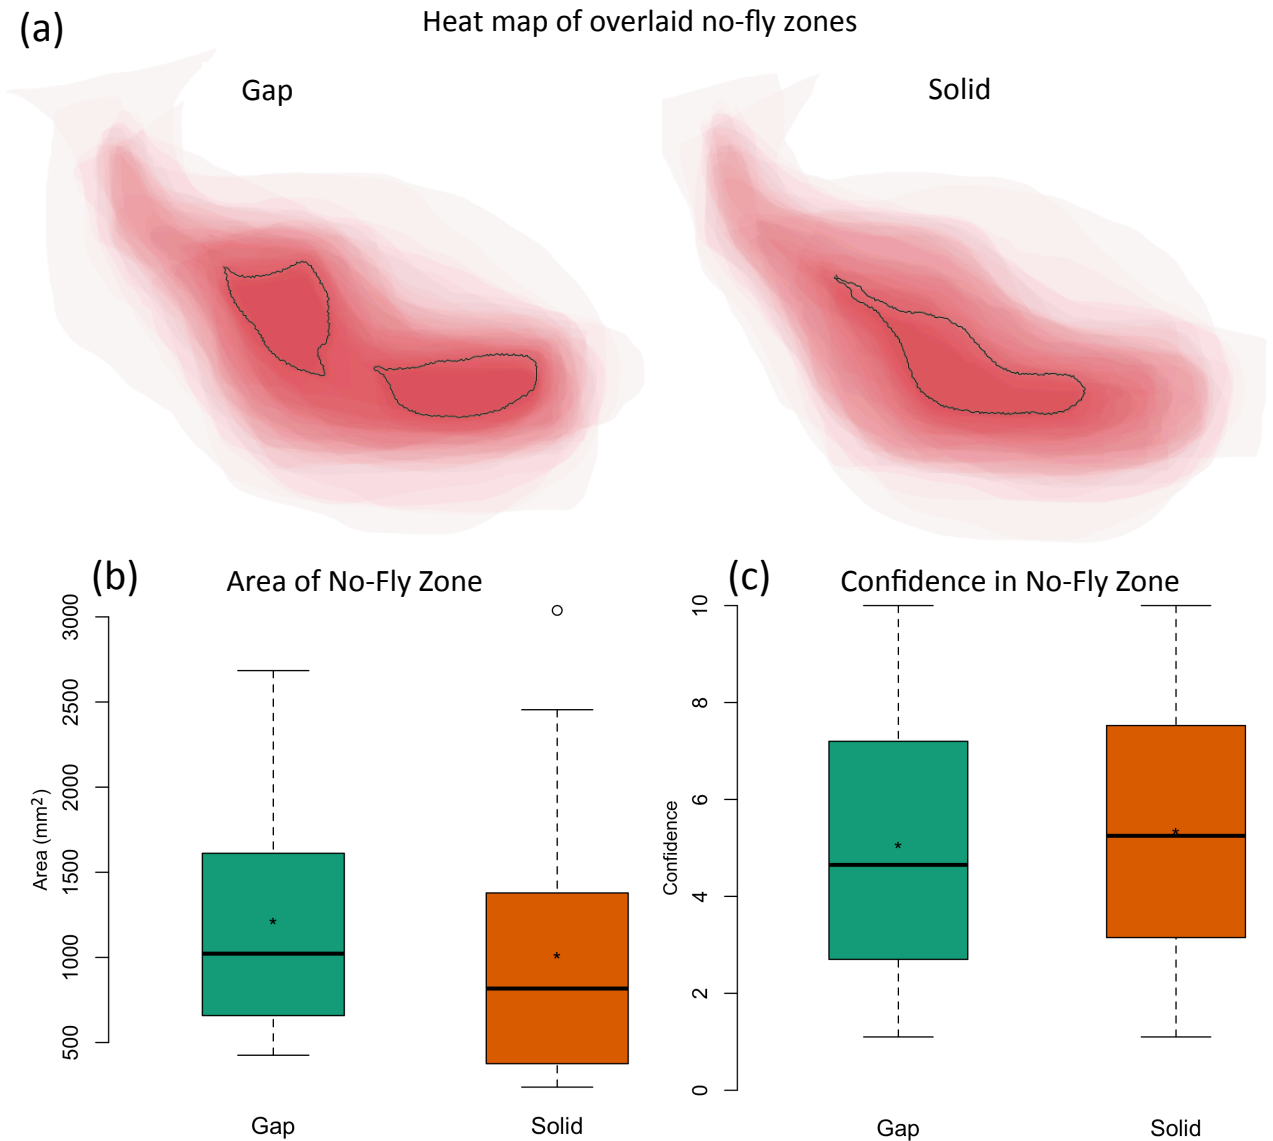 (a)
Heat map of overlaid no-fly zones
Gap
Solid
(b)
Area of No-Fly Zone
3000
2500
2000
1500
1000
500
Area (mm²)
Gap
Solid
(c)
Confidence in No-Fly Zone
10
8
6
4
2
0
Confidence
Gap
Solid